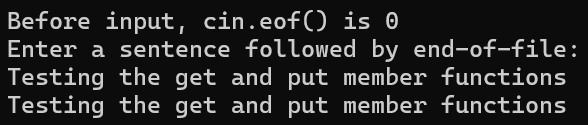 Before input, cin.eof() is 0
Enter a sentence followed by end-of-file:
Testing the get and put member functions
Testing the get and put member functions